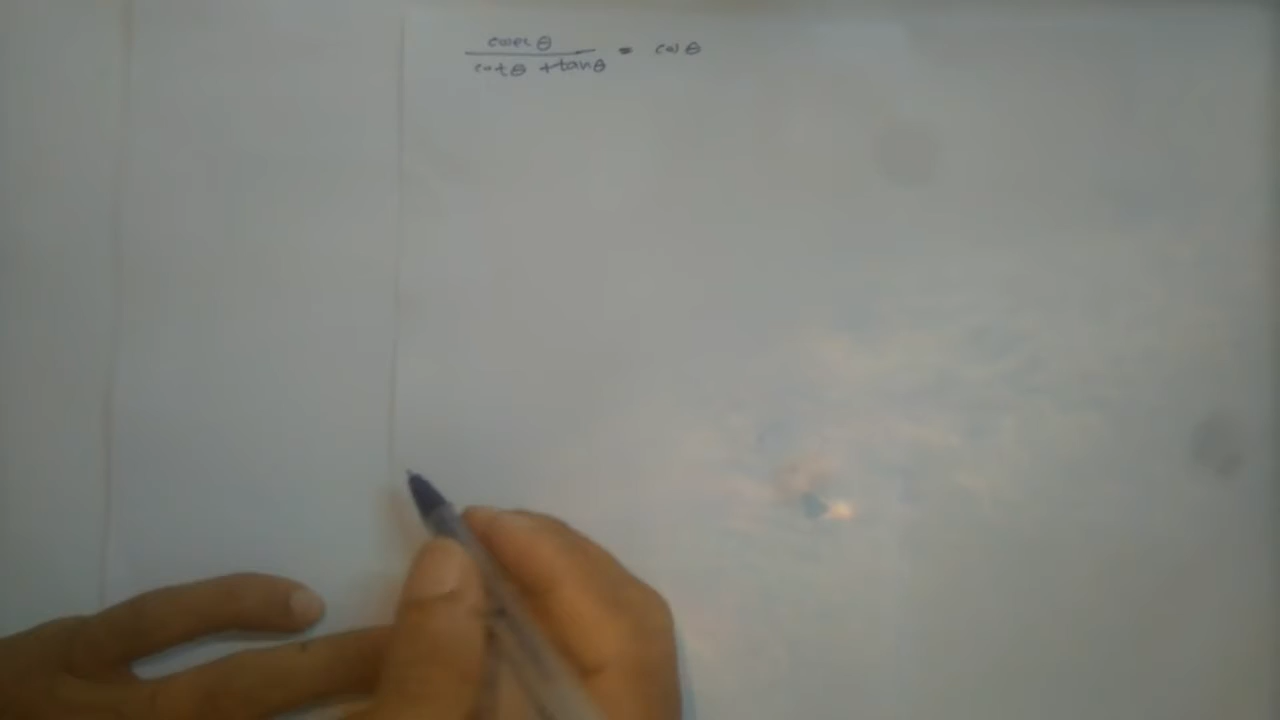 cosec θ
cot θ + tan θ = cos θ